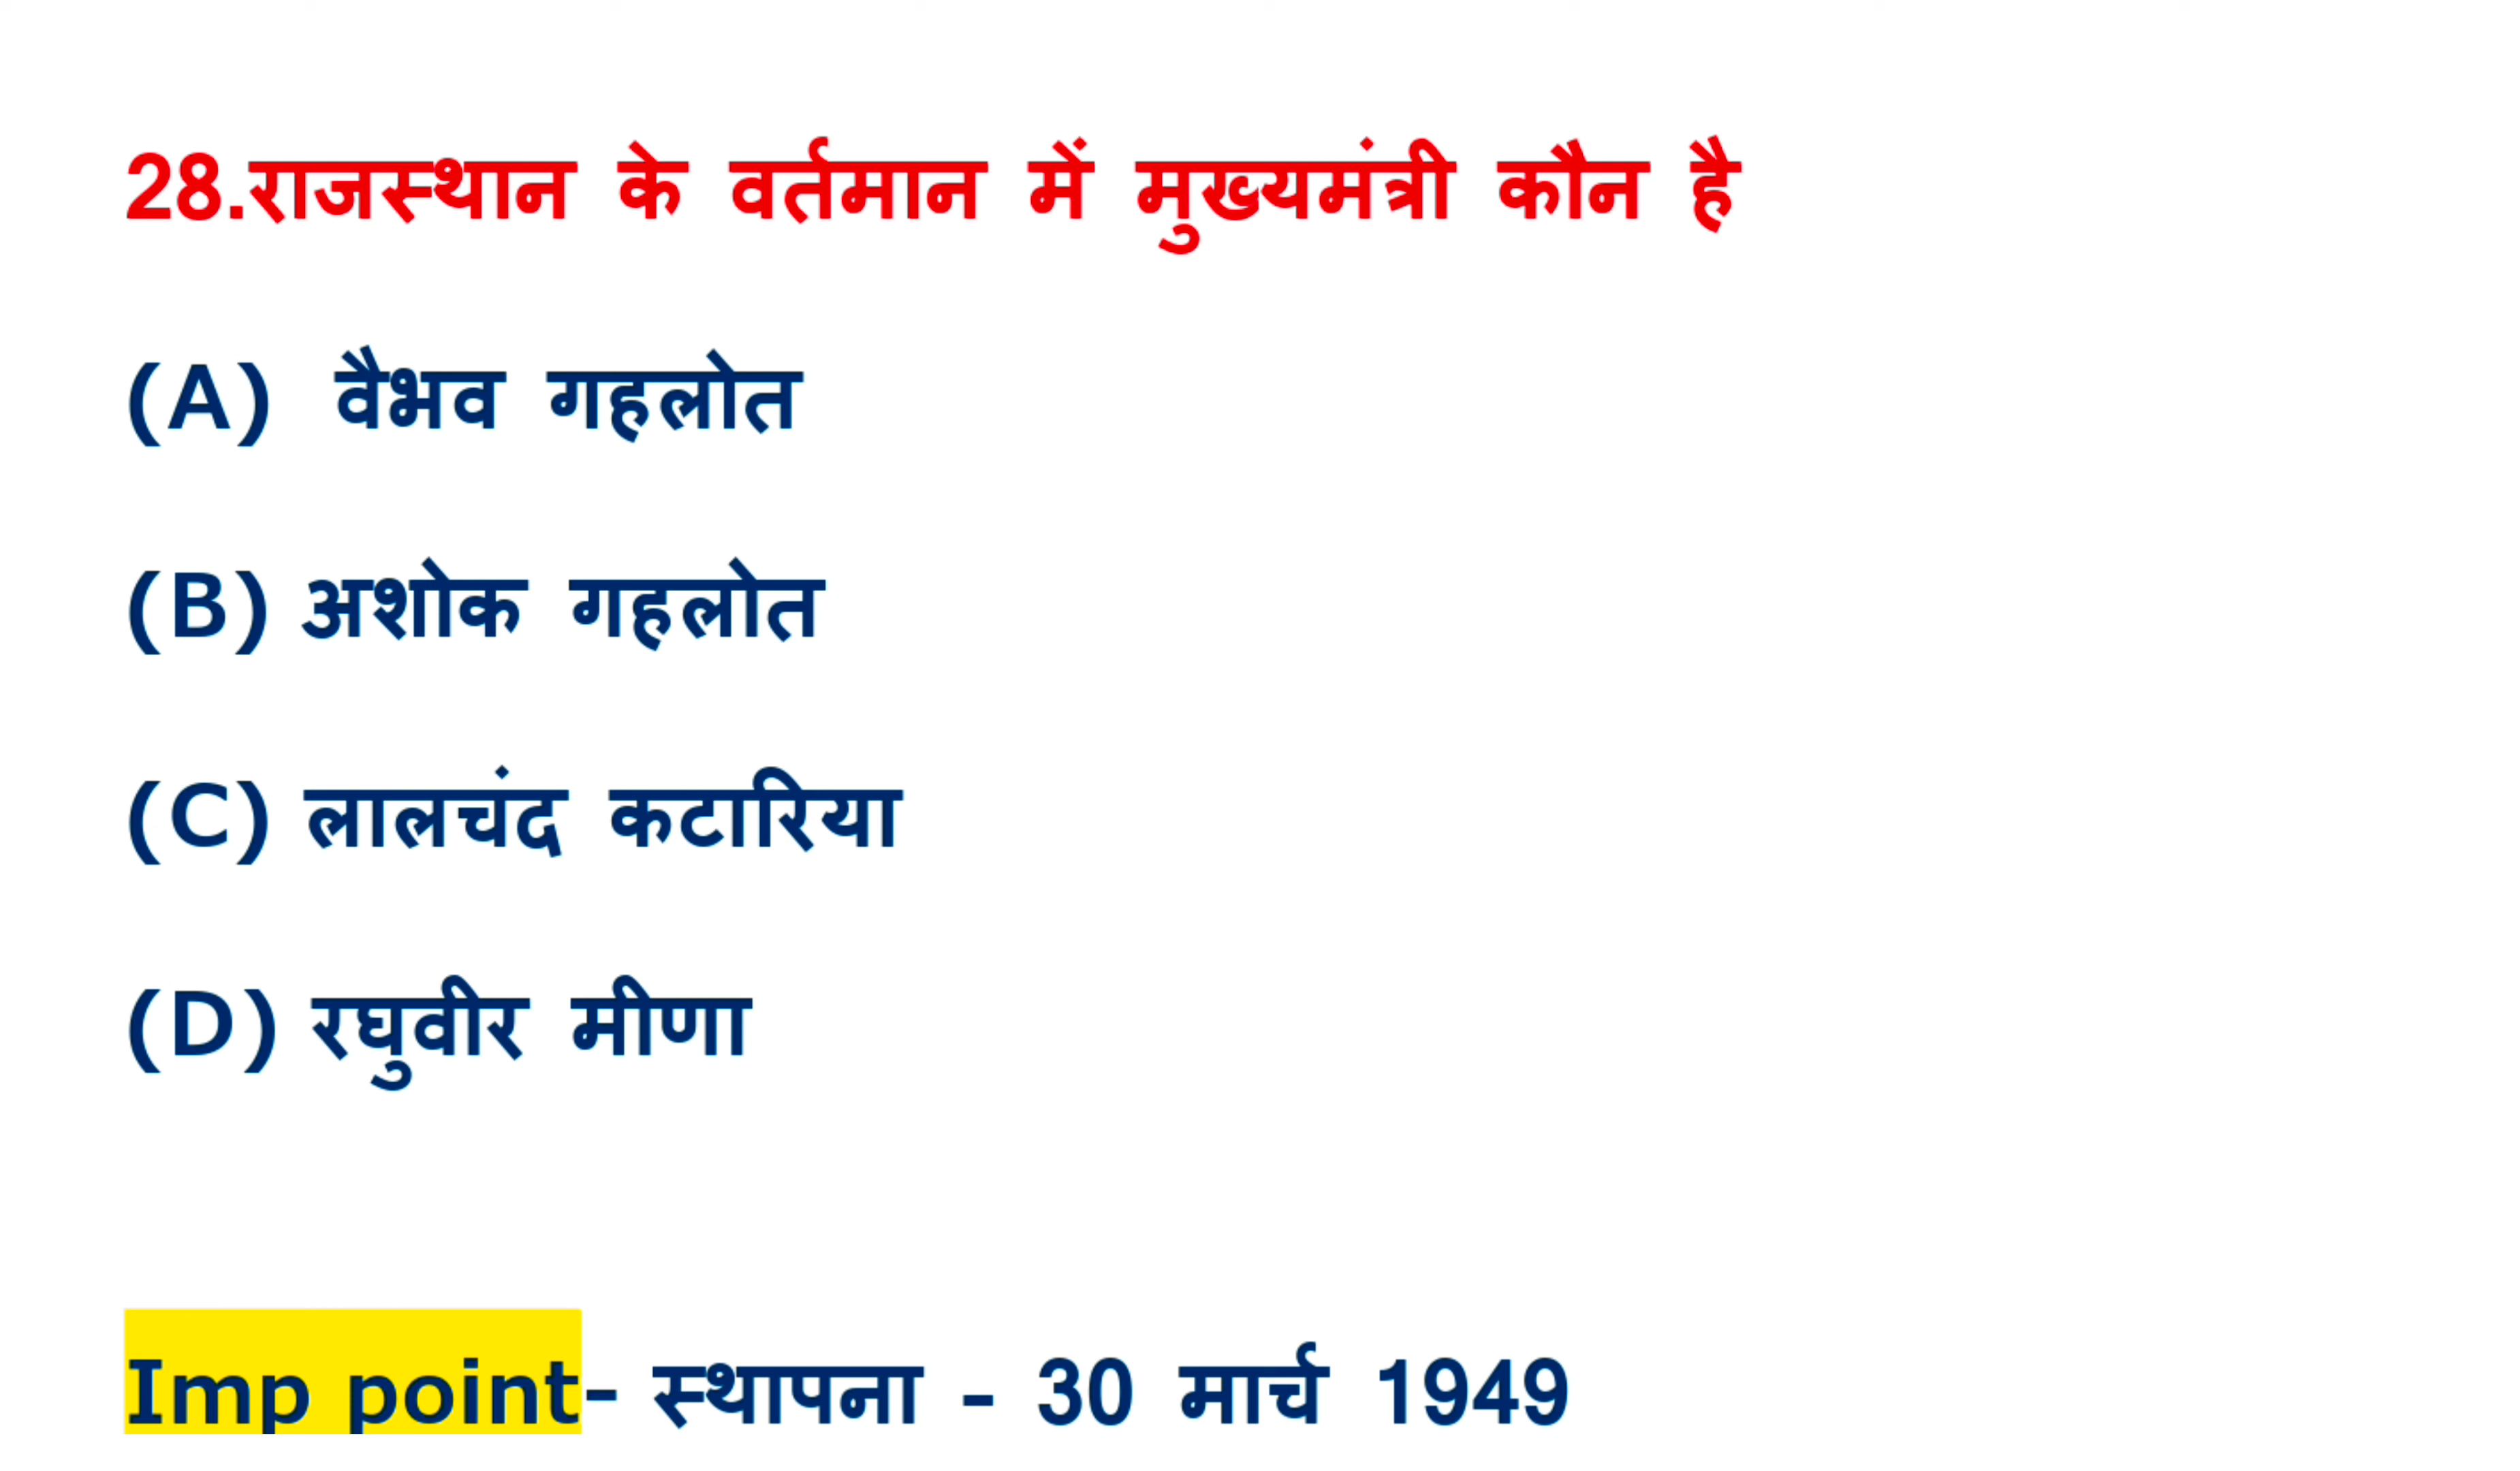 28.राजस्थान के वर्तमान में मुख्यमंत्री कौन है
(A) वैभव गहलोत
(B) अशोक गहलोत
(C) लालचंद कटारिया
(D) रघुवीर मीणा
Imp point- स्थापना - 30 मार्च 1949